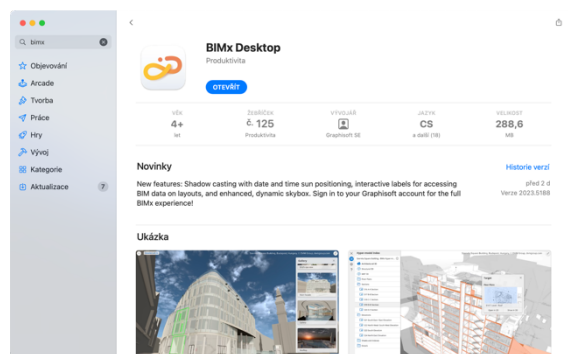 bimx
Objevování
Arcade
Tvorba
Práce
Hry
Vývoj
Kategorie
Aktualizace
7
BIMx Desktop
Produktivita
OTEVŘÍT
VĚK
4+
let
ŽEBŘÍČEK
č. 125
Produktivita
VÝVOJÁŘ
Graphisoft SE
JAZYK
CS
a další (19)
VELIKOST
288,6
MB
Novinky
Historie verzí
New features: Shadow casting with date and time sun positioning, interactive labels for accessing
BIM data on layouts, and enhanced, dynamic skybox. Sign in to your Graphisoft account for the full
BIMx experience!
před 2 d
Verze 2023.5188
Ukázka